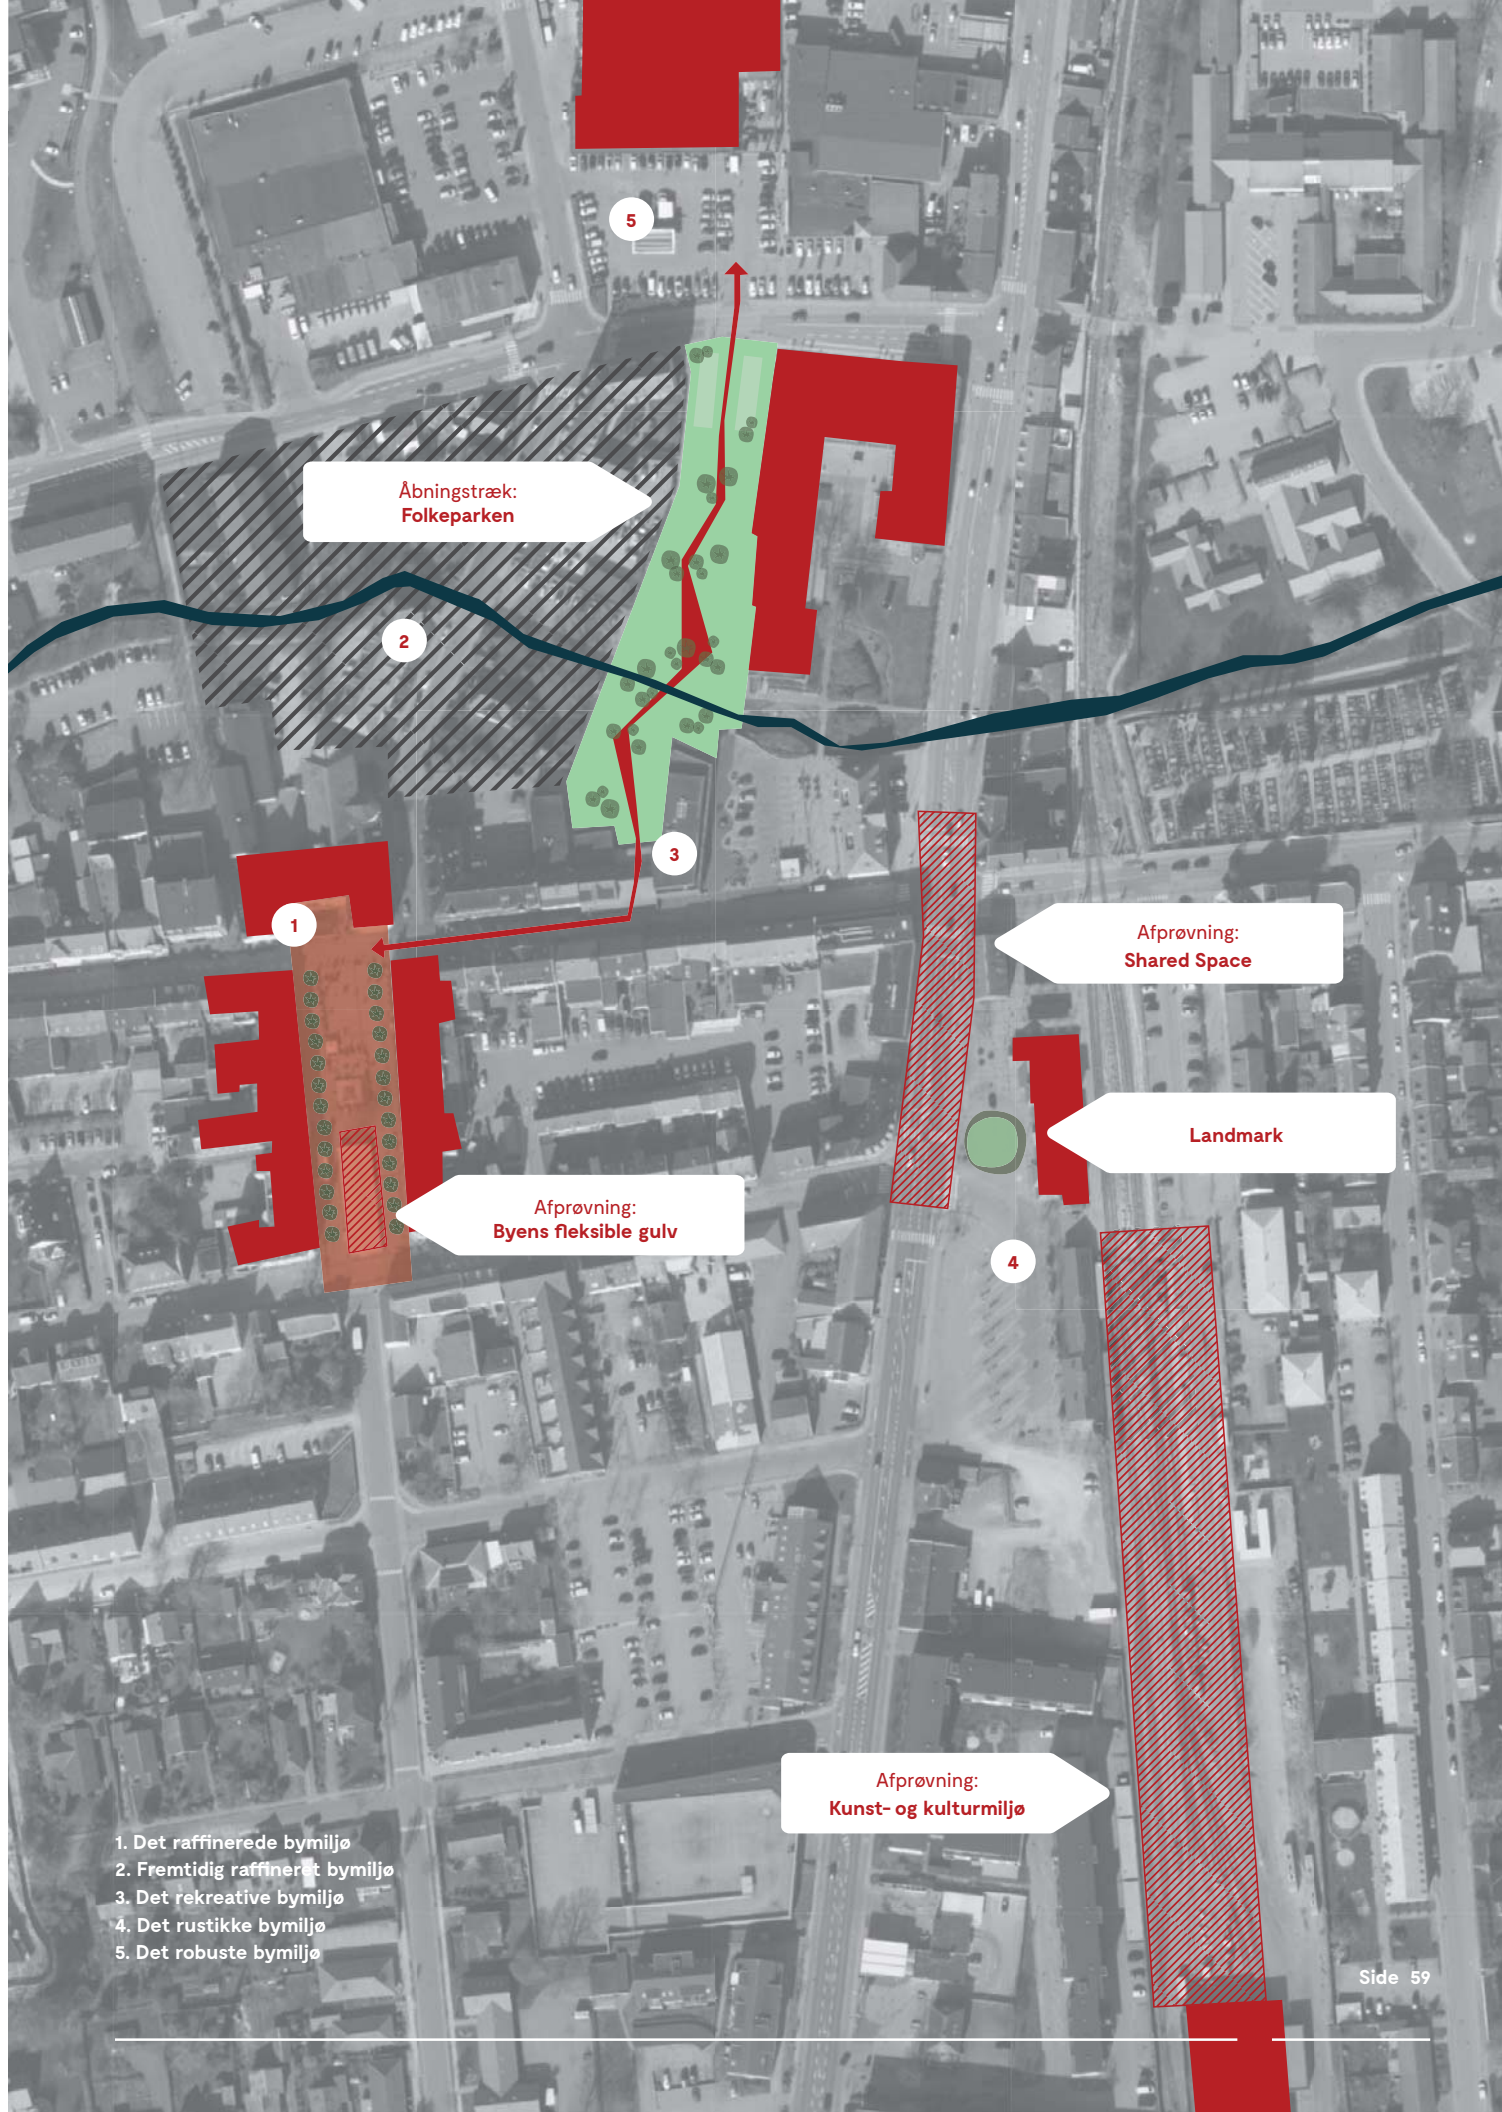 5
Åbningstræk:
Folkeparken
2
3
1
Afprøvning:
Shared Space
Landmark
Afprøvning:
Byens fleksible gulv
4
Afprøvning:
Kunst- og kulturmiljø
1. Det raffinerede bymiljø
2. Fremtidig raffineret bymiljø
3. Det rekreative bymiljø
4. Det rustikke bymiljø
5. Det robuste bymiljø
Side 59